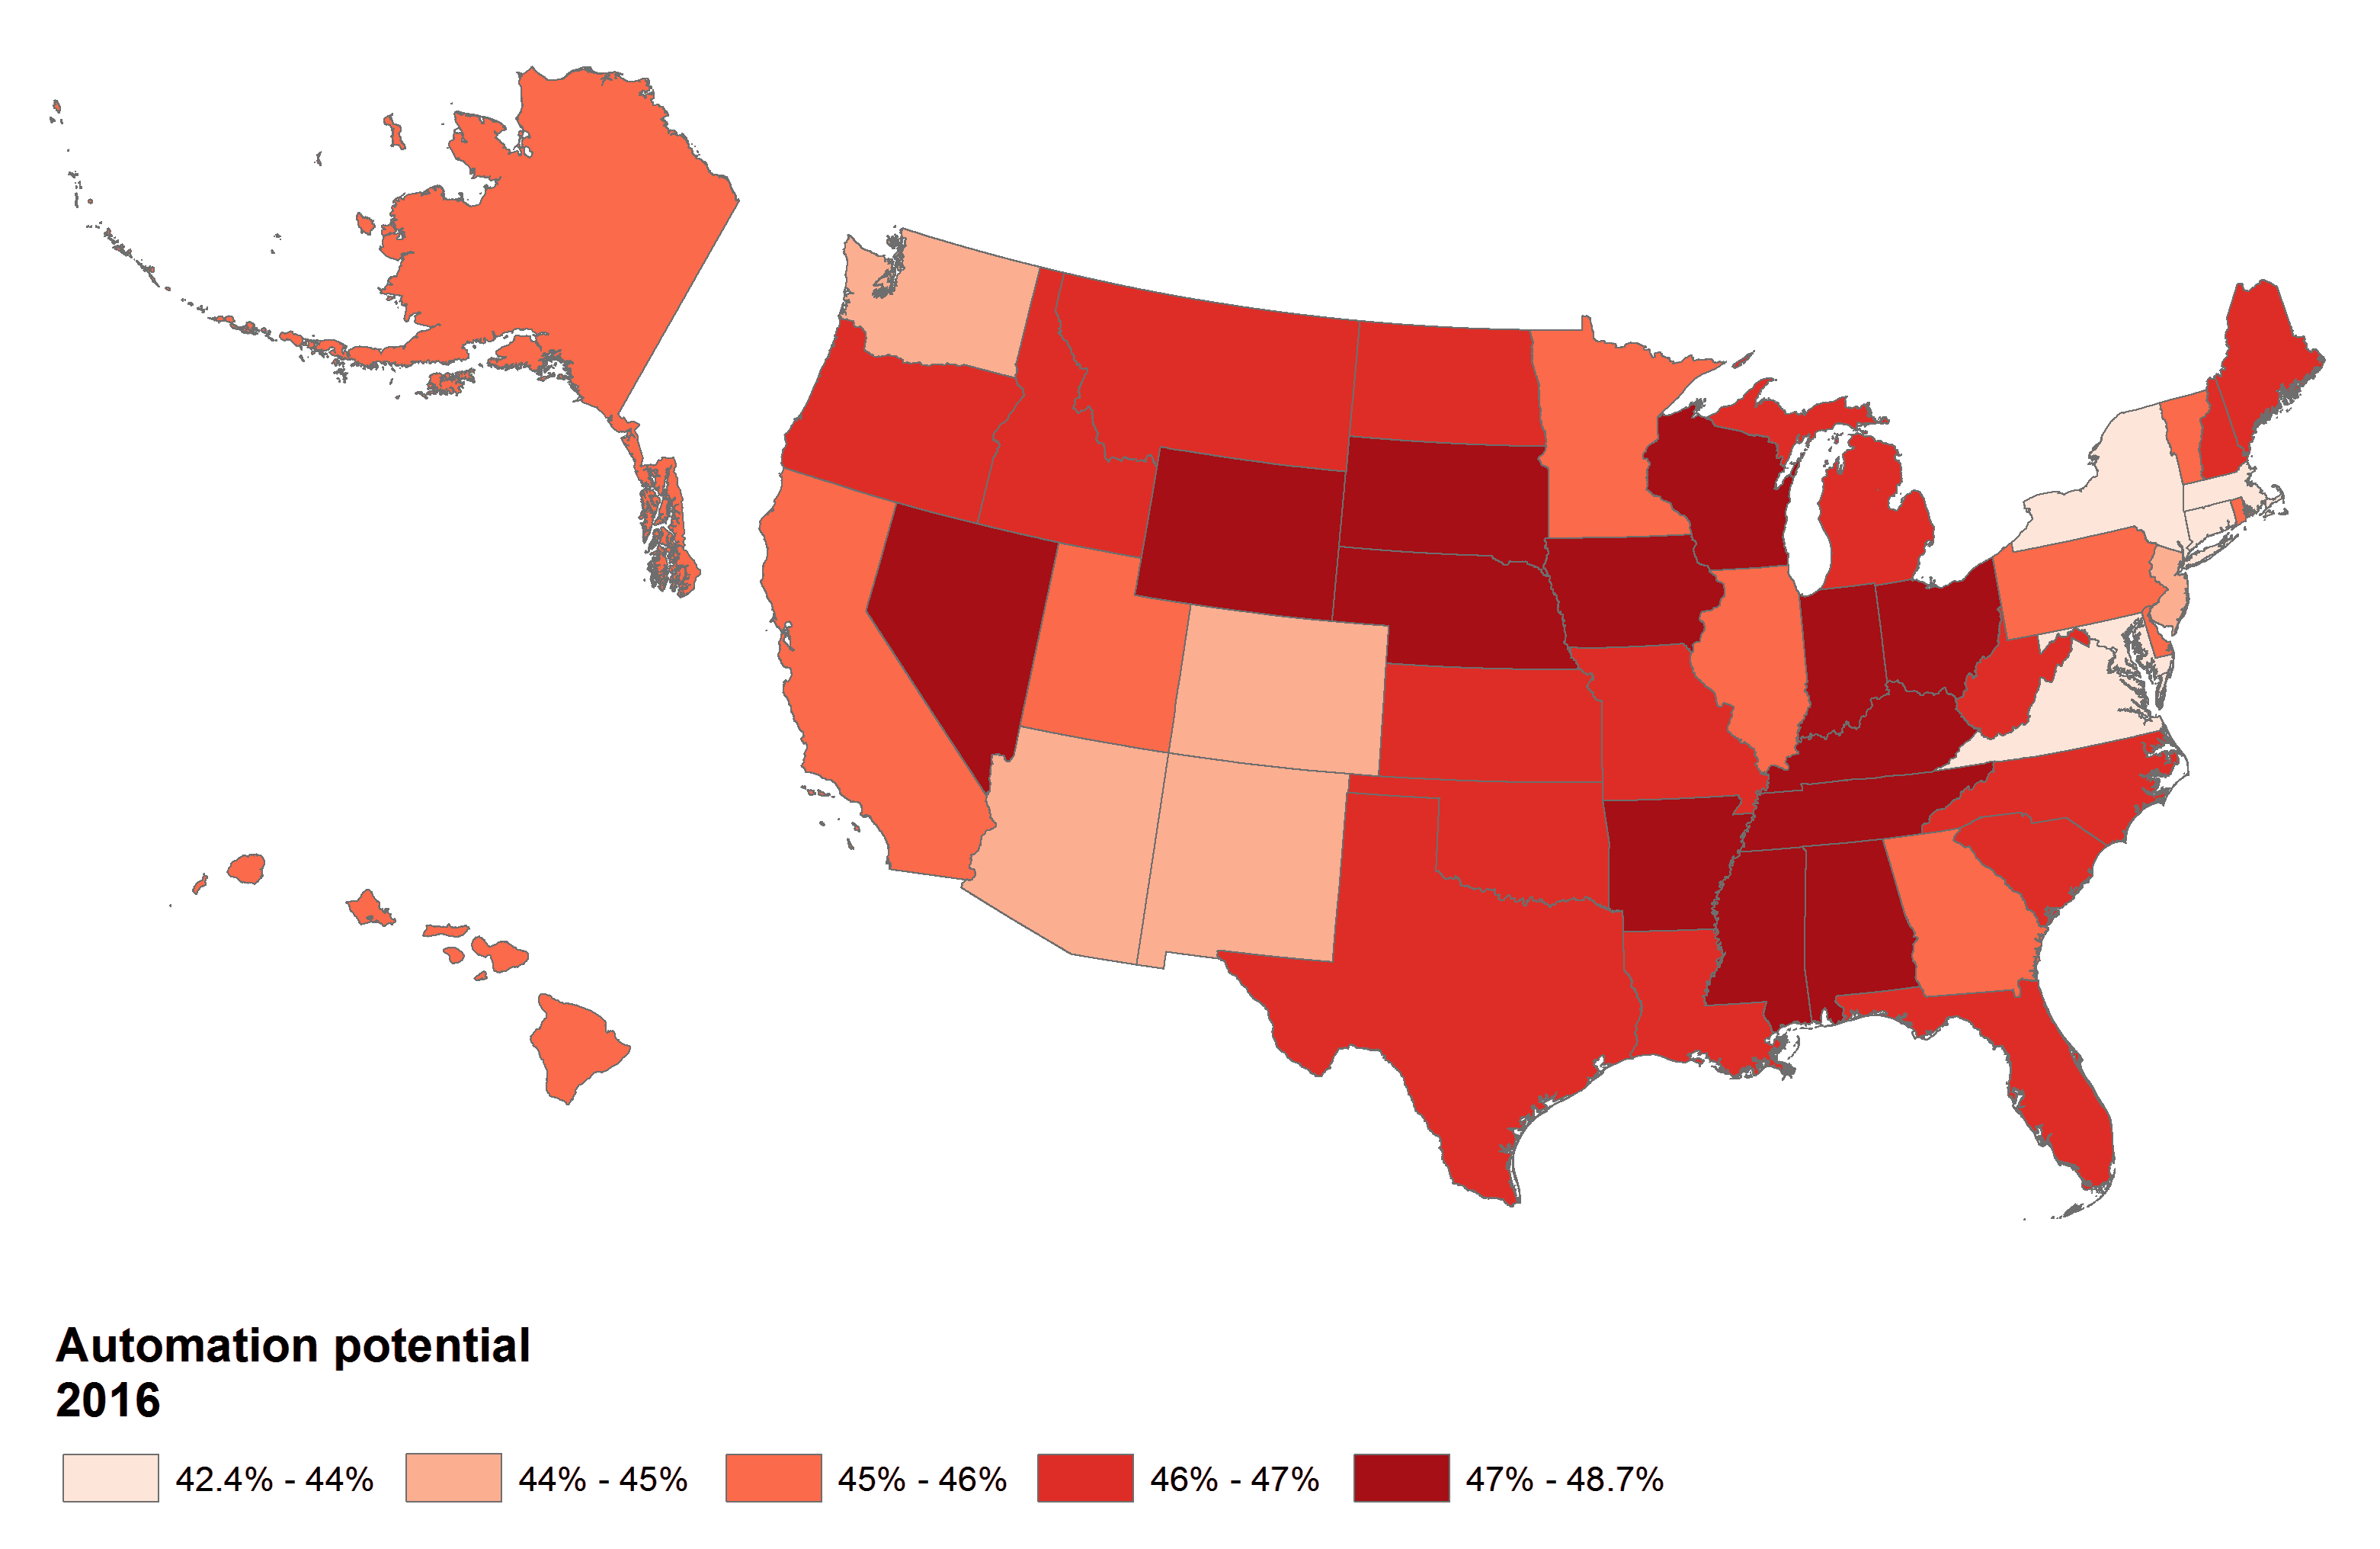 Automation potential
2016
42.4% - 44% 44% - 45% 45% - 46% 46% - 47% 47% - 48.7%